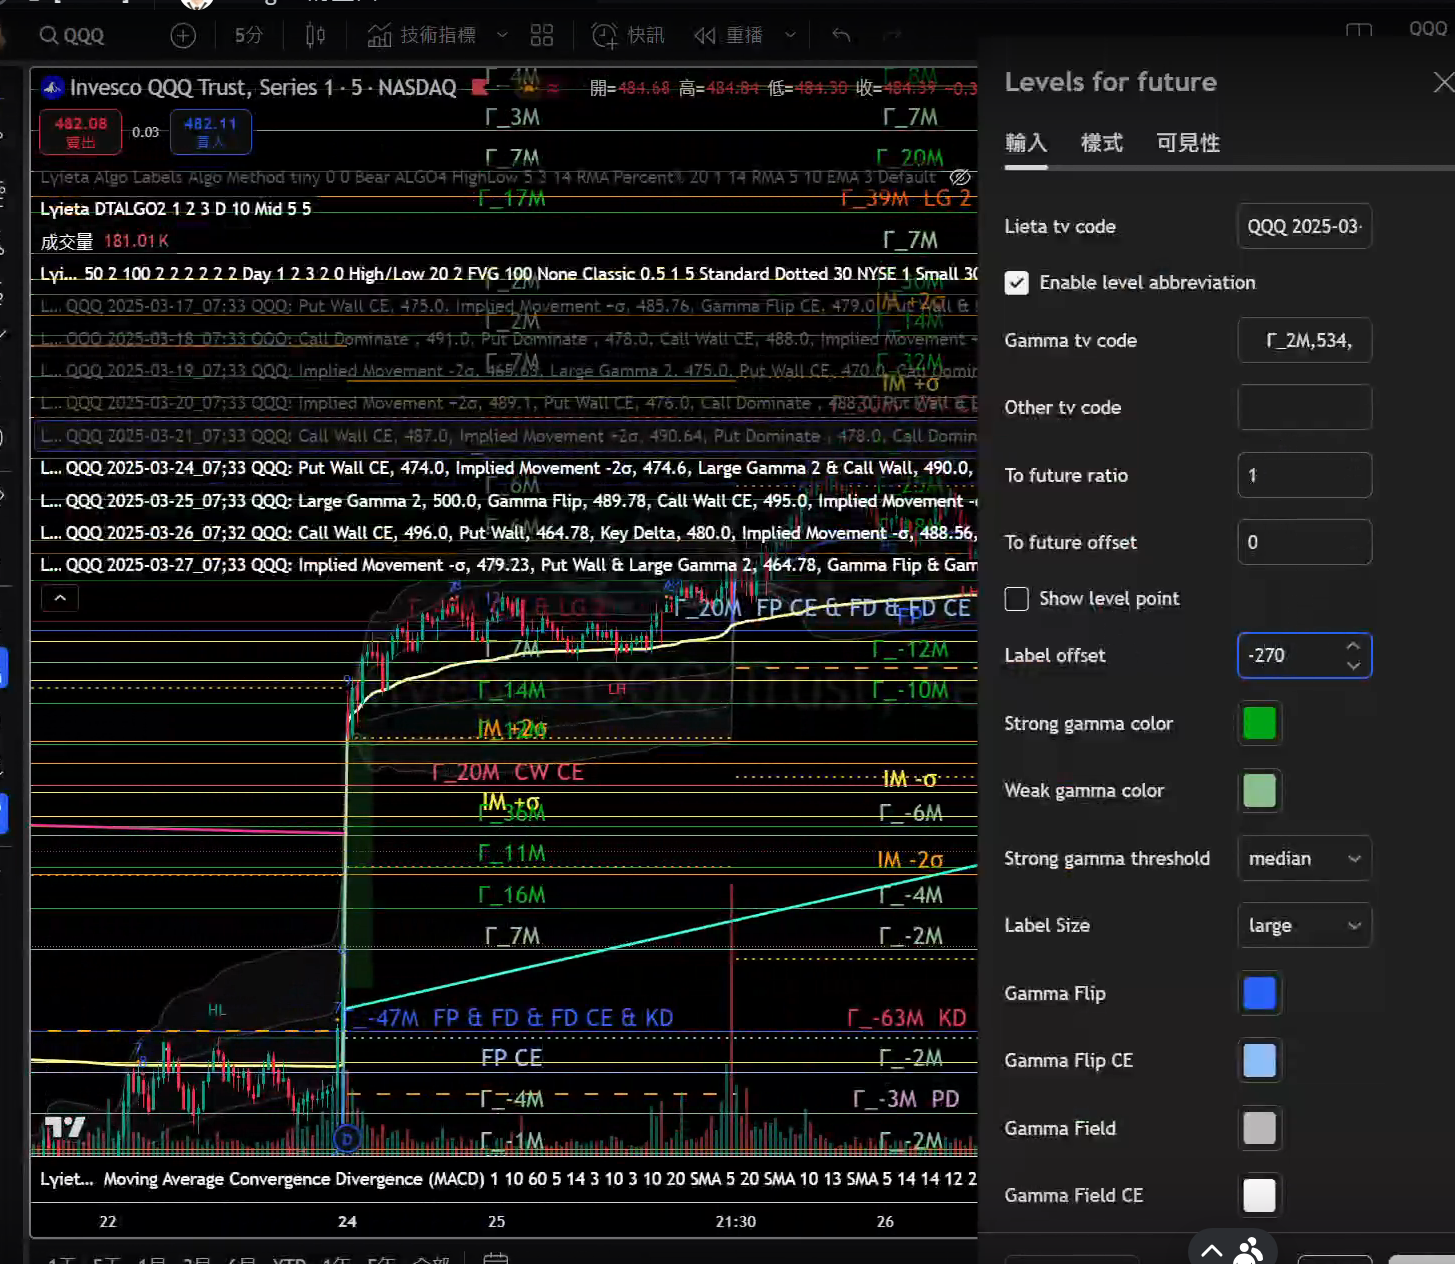 QQQ
5分
技術指標
快訊
重播
QQQ
Invesco QQQ Trust, Series 1 · 5 · NASDAQ
開=484.68 高=484.84 低=484.30 收=484.39 -0.3
482.08
賣出
0.03
482.11
買入
Γ_4M
Γ_8M
Γ_3M
Γ_7M
Γ_7M
Γ_20M
Lyieta Algo Labels Algo Method tiny 0 0 Bear ALGO4 HighLow 5 3 14 RMA Percent% 20 1 14 RMA 5 10 EMA 3 Default
Γ_17M
Γ_39M LG 2
Lyieta DTALGO2 1 2 3 D 10 Mid 5 5
成交量 181.01K
Γ_7M
Lyi... 50 2 100 2 2 2 2 2 2 Day 1 2 3 2 0 High/Low 20 2 FVG 100 None Classic 0.5 1 5 Standard Dotted 30 NYSE 1 Small 30
Γ_2M
IM +2σ
L... QQQ 2025-03-17_07;33 QQQ: Put Wall CE, 475.0, Implied Movement +σ, 485.76, Gamma Flip CE, 479.0, Put Wall &
Γ_2M
Γ_14M
L... QQQ 2025-03-18_07;33 QQQ: Call Dominate , 491.0, Put Dominate , 478.0, Call Wall CE, 488.0, Implied Movement
Γ_7M
Γ_32M
L... QQQ 2025-03-19_07;33 QQQ: Implied Movement -2σ, 465.63, Large Gamma 2, 475.0, Put Wall CE, 470.0, Call Domin
IM +σ
L... QQQ 2025-03-20_07;33 QQQ: Implied Movement +2σ, 489.1, Put Wall CE, 476.0, Call Dominate , 488.0, Put Wall &
L... QQQ 2025-03-21_07;33 QQQ: Call Wall CE, 487.0, Implied Movement +2σ, 490.64, Put Dominate , 478.0, Call Domin
L... QQQ 2025-03-24_07;33 QQQ: Put Wall CE, 474.0, Implied Movement -2σ, 474.6, Large Gamma 2 & Call Wall, 490.0,
Γ_6M
L... QQQ 2025-03-25_07;33 QQQ: Large Gamma 2, 500.0, Gamma Flip, 489.78, Call Wall CE, 495.0, Implied Movement -
L... QQQ 2025-03-26_07;32 QQQ: Call Wall CE, 496.0, Put Wall, 464.78, Key Delta, 480.0, Implied Movement -σ, 488.56,
L... QQQ 2025-03-27_07;33 QQQ: Implied Movement -σ, 479.23, Put Wall & Large Gamma 2, 464.78, Gamma Flip & Gam
& LG 2
Γ_20M FP CE & FD & FD CE
Γ_7M
Γ_-12M
Γ_14M
LH
Γ_-10M
IM +2σ
Γ_20M CW CE
IM -σ
IM +σ
Γ_36M
Γ_-6M
Γ_11M
IM -2σ
Γ_16M
Γ_-4M
Γ_7M
Γ_-2M
HL
_-47M FP & FD & FD CE & KD
Γ_-63M KD
FP CE
Γ_-2M
Γ_-4M
Γ_-3M PD
D
Γ_-1M
Γ_-2M
Lyiet... Moving Average Convergence Divergence (MACD) 1 10 60 5 14 3 10 3 10 20 SMA 5 20 SMA 10 13 SMA 5 14 14 12 2
22
24
25
21:30
26
Levels for future
輸入
樣式
可見性
Lieta tv code
QQQ 2025-03-
Enable level abbreviation
Gamma tv code
Γ_2M,534,
Other tv code
To future ratio
1
To future offset
0
Show level point
Label offset
-270
Strong gamma color
Weak gamma color
Strong gamma threshold
median
Label Size
large
Gamma Flip
Gamma Flip CE
Gamma Field
Gamma Field CE